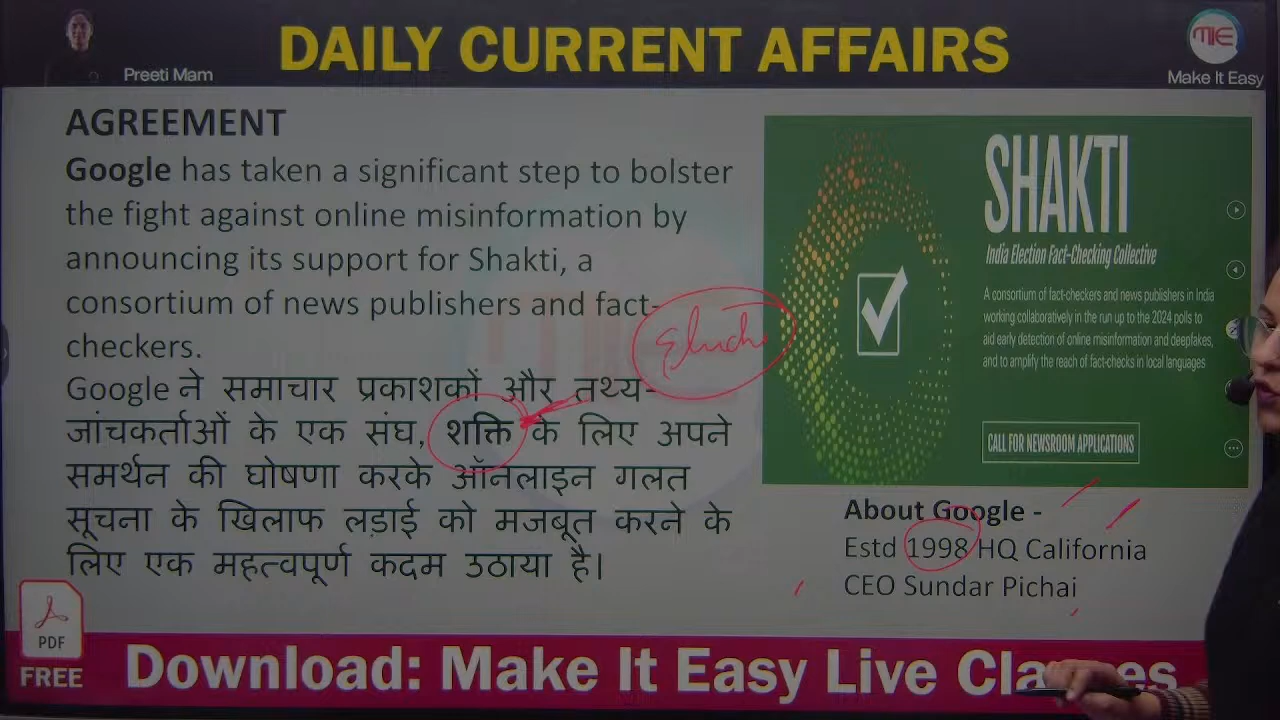 DAILY CURRENT AFFAIRS
Preeti Mam
MIE
Make It Easy
AGREEMENT
Google has taken a significant step to bolster
the fight against online misinformation by
announcing its support for Shakti, a
consortium of news publishers and fact-
checkers.
Google ने समाचार प्रकाशकों और तथ्य-
जांचकर्ताओं के एक संघ, शक्ति के लिए अपने
समर्थन की घोषणा करके ऑनलाइन गलत
सूचना के खिलाफ लड़ाई को मजबूत करने के
लिए एक महत्वपूर्ण कदम उठाया है।
SHAKTI
India Election Fact-Checking Collective
A consortium of fact-checkers and news publishers in India
working collaboratively in the run up to the 2024 polls to
aid early detection of online misinformation and deepfakes,
and to amplify the reach of fact-checks in local languages
CALL FOR NEWSROOM APPLICATIONS
About Google -
Estd 1998 HQ California
CEO Sundar Pichai
PDF
FREE
Download: Make It Easy Live